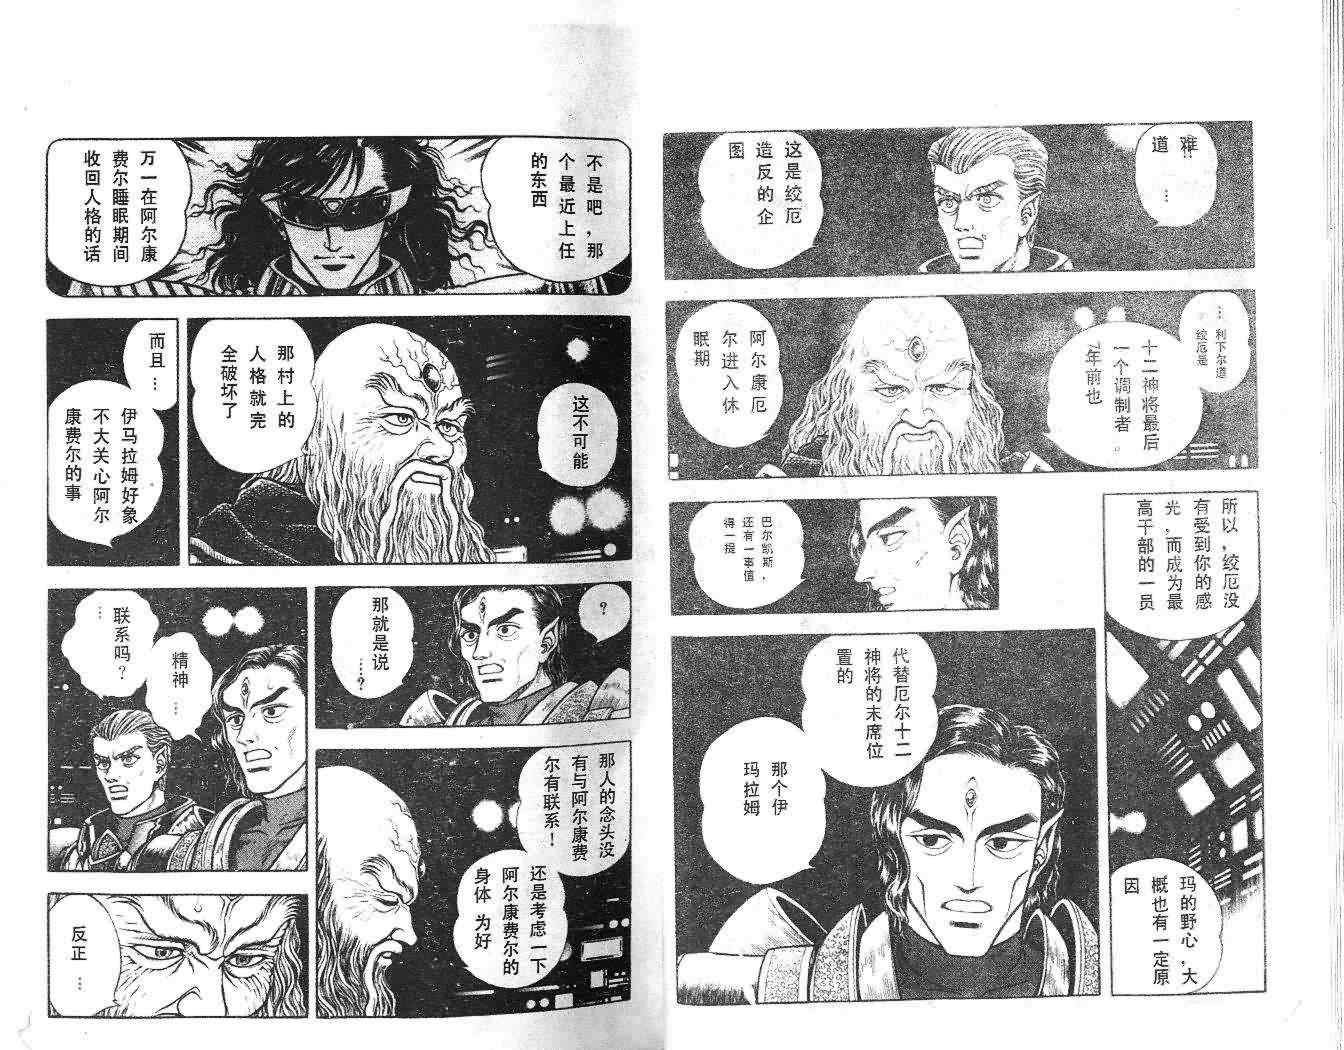 难
道
…
这是绞厄
造反的企
图
…利下尔道
绞厄是
十二神将最后
一个调制者。
7年前也
阿尔康厄
尔进入休
眠期
所以，绞厄没
有受到你的感
光，而成为最
高干部的一员
巴尔凯斯，
还有一事值
得一提
代替厄尔十二
神将的末席位
置的
那个伊
玛拉姆
玛的野心，大
概也有一定原
因
不是吧，那
个最近上任
的东西
万一在阿尔康
费尔睡眠期间
收回人格的话
这不可能
那村上的
人格就完
全破坏了
而且…
伊马拉姆好象
不大关心阿尔
康费尔的事
？
那就是说
…？
精神
…
联系吗？
…
那人的念头没
有与阿尔康费
尔有联系！
还是考虑一下
阿尔康费尔的
身体 为好
反正…